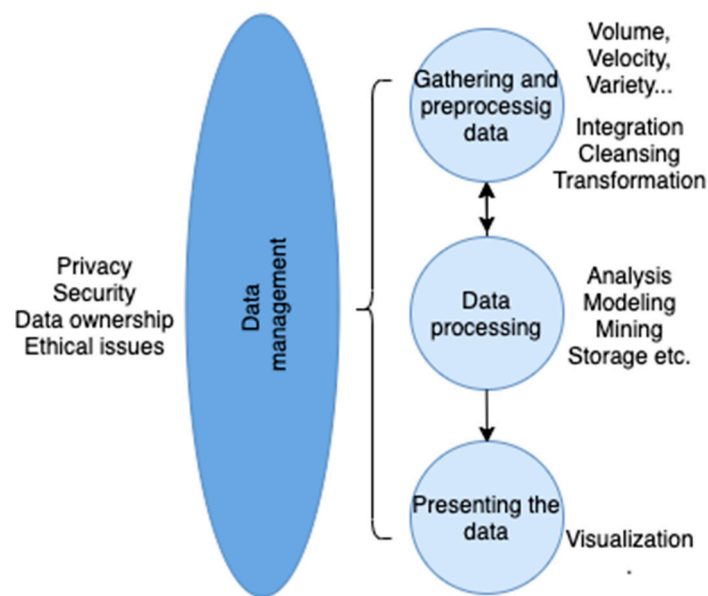 Privacy
Security
Data ownership
Ethical issues
Data
management
Gathering and
preprocessig
data
Volume,
Velocity,
Variety...
Integration
Cleansing
Transformation
Data
processing
Analysis
Modeling
Mining
Storage etc.
Presenting the
data
Visualization
.